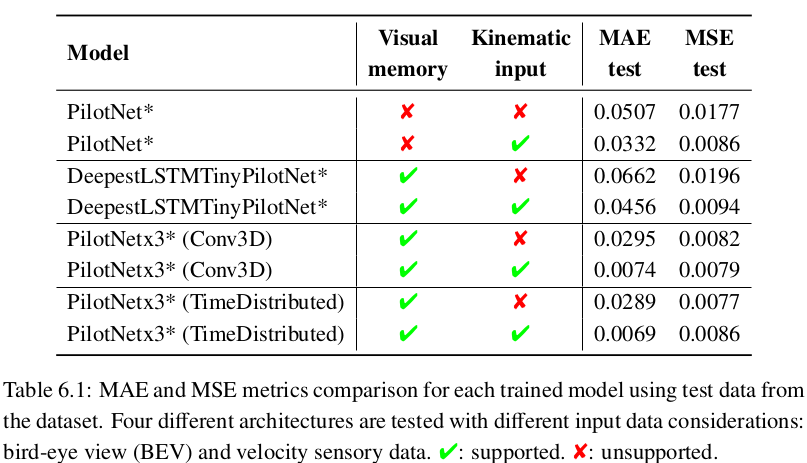 Model Visual memory Kinematic input MAE test MSE test
PilotNet* ✘ ✘ 0.0507 0.0177
PilotNet* ✘ ✔ 0.0332 0.0086
DeepestLSTMTinyPilotNet* ✔ ✘ 0.0662 0.0196
DeepestLSTMTinyPilotNet* ✔ ✔ 0.0456 0.0094
PilotNetx3* (Conv3D) ✔ ✘ 0.0295 0.0082
PilotNetx3* (Conv3D) ✔ ✔ 0.0074 0.0079
PilotNetx3* (TimeDistributed) ✔ ✘ 0.0289 0.0077
PilotNetx3* (TimeDistributed) ✔ ✔ 0.0069 0.0086
Table 6.1: MAE and MSE metrics comparison for each trained model using test data from
the dataset. Four different architectures are tested with different input data considerations:
bird-eye view (BEV) and velocity sensory data. ✔: supported. ✘: unsupported.